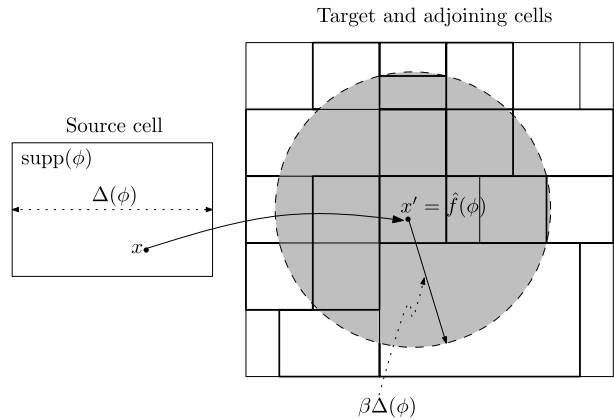 Target and adjoining cells
Source cell
supp(ϕ)
Δ(ϕ)
x
x′ = f̂(ϕ)
βΔ(ϕ)